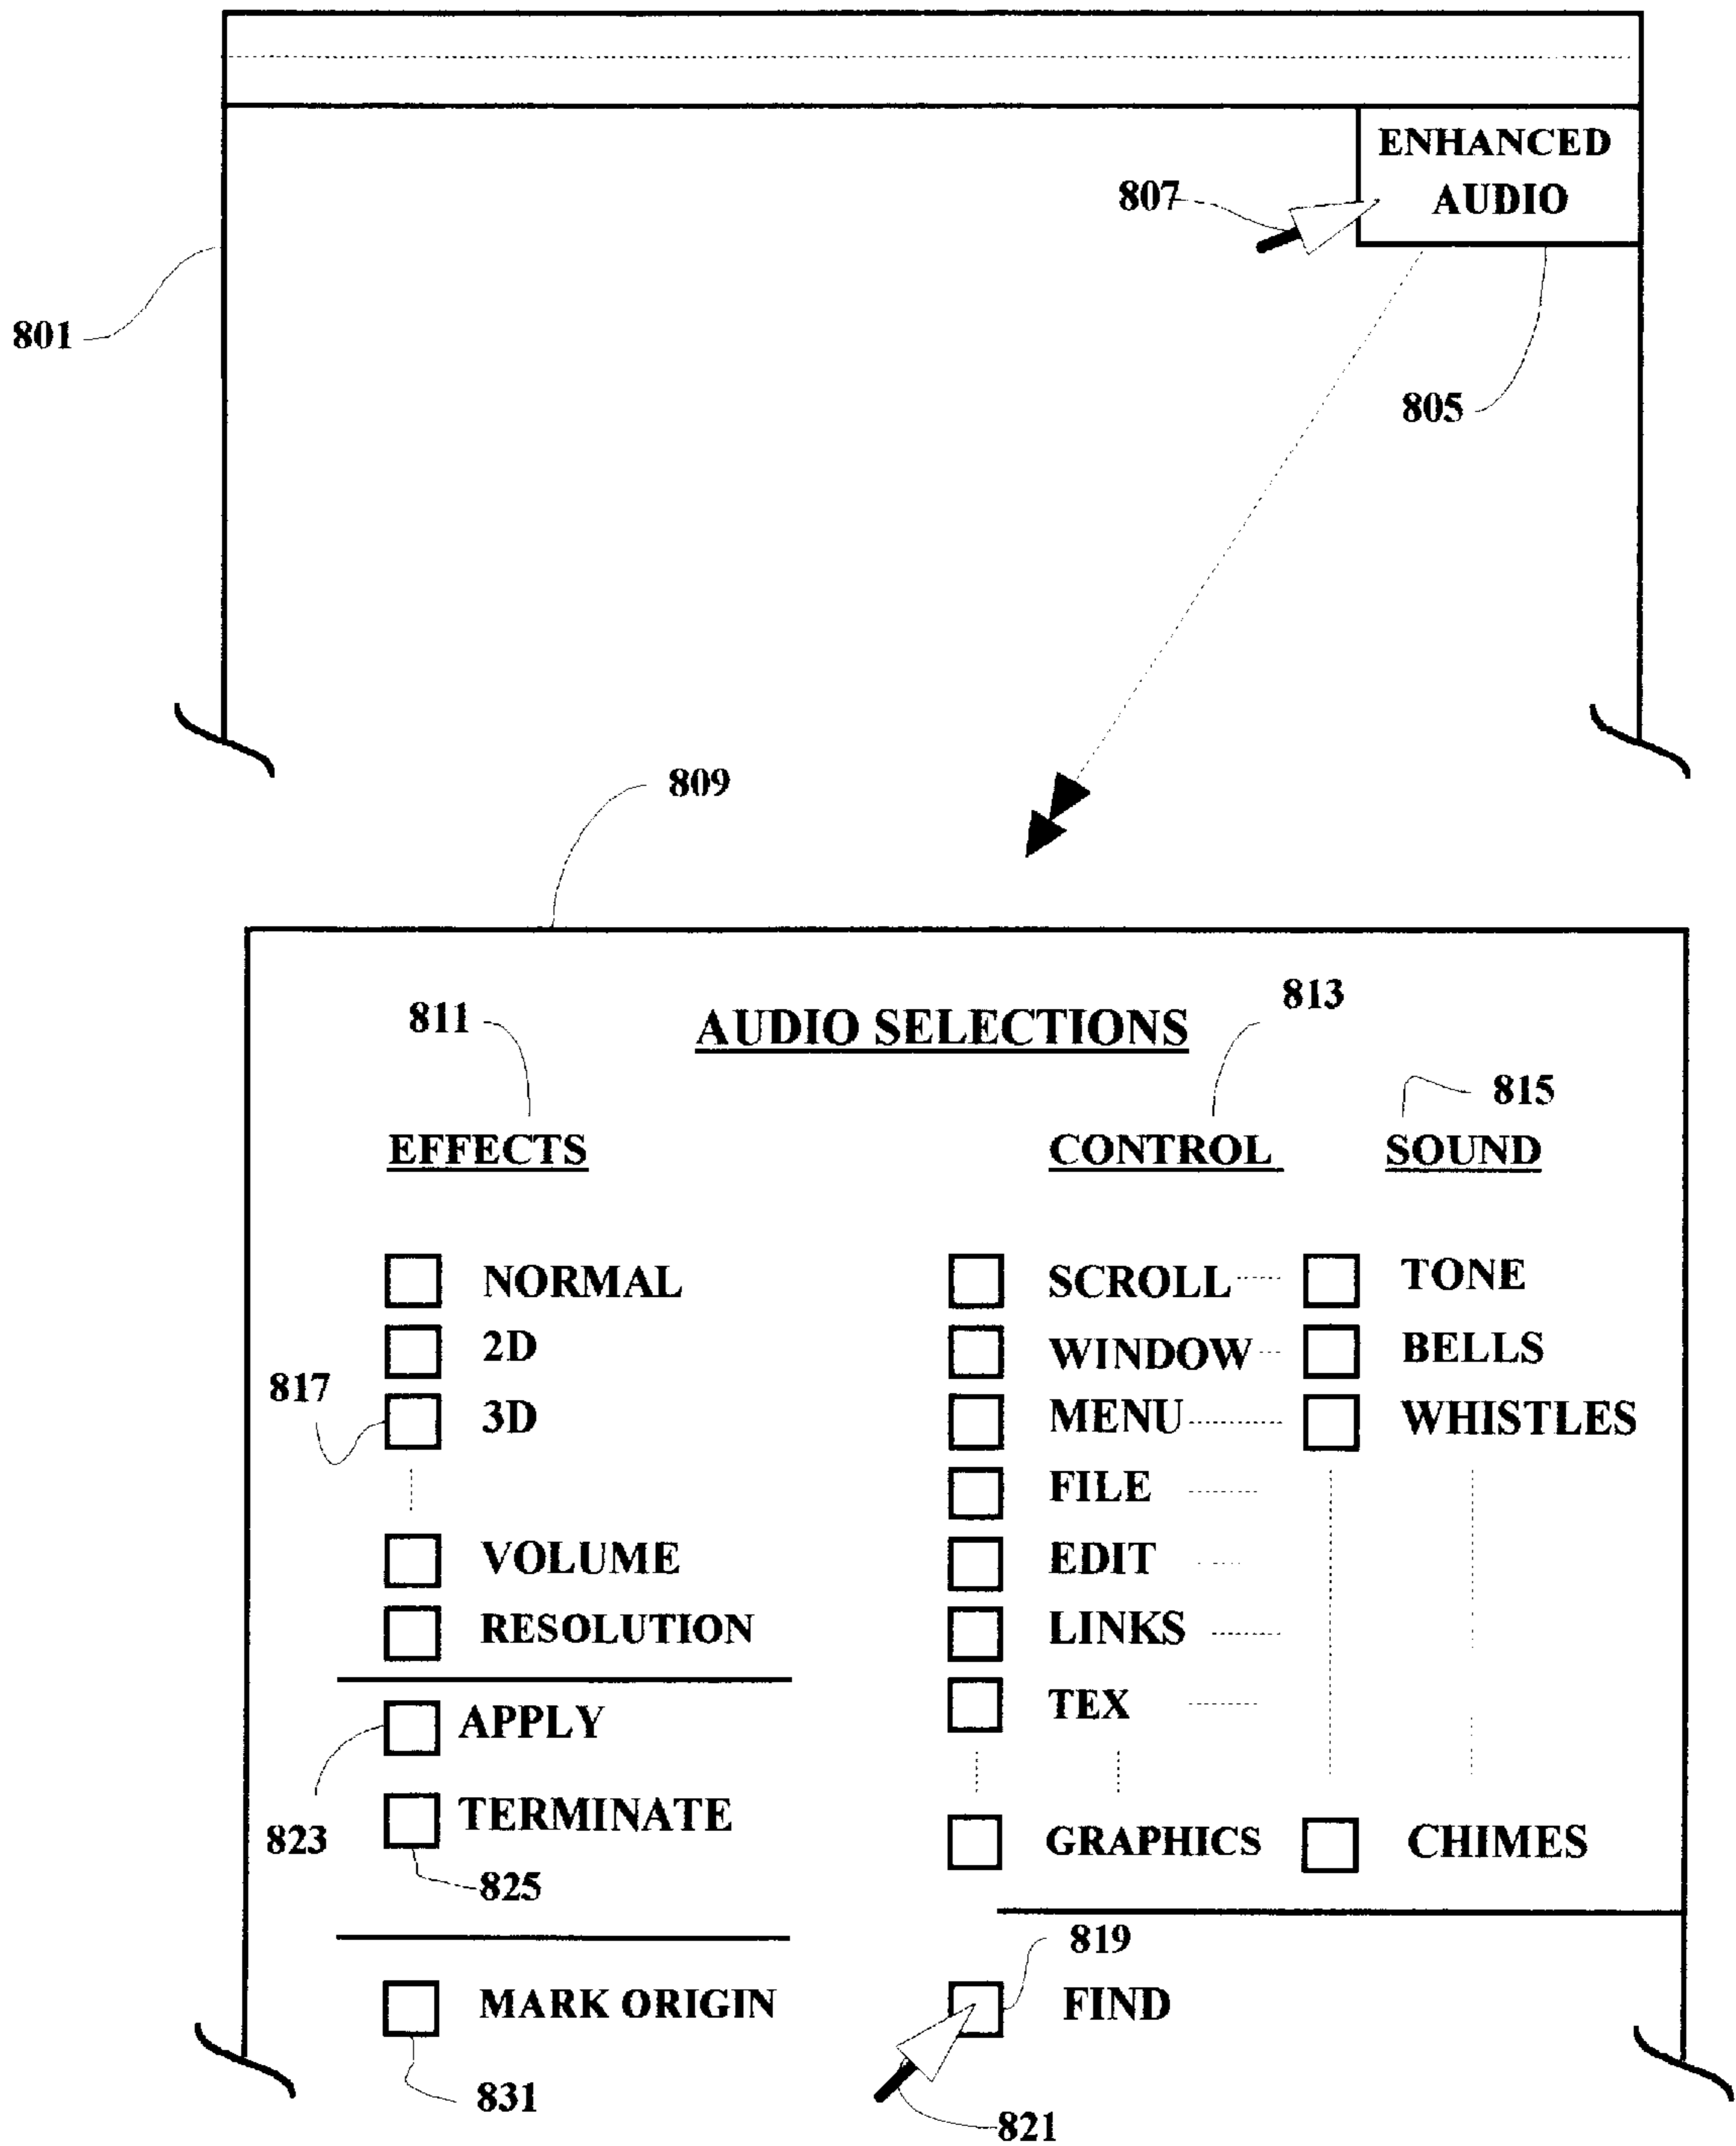 ENHANCED
AUDIO
807
801
805
809
811
AUDIO SELECTIONS
813
815
EFFECTS
CONTROL
SOUND
NORMAL
SCROLL
TONE
2D
WINDOW
BELLS
817
3D
MENU
WHISTLES
FILE
VOLUME
EDIT
RESOLUTION
LINKS
APPLY
TEX
823
TERMINATE
GRAPHICS
CHIMES
825
819
MARK ORIGIN
FIND
831
821